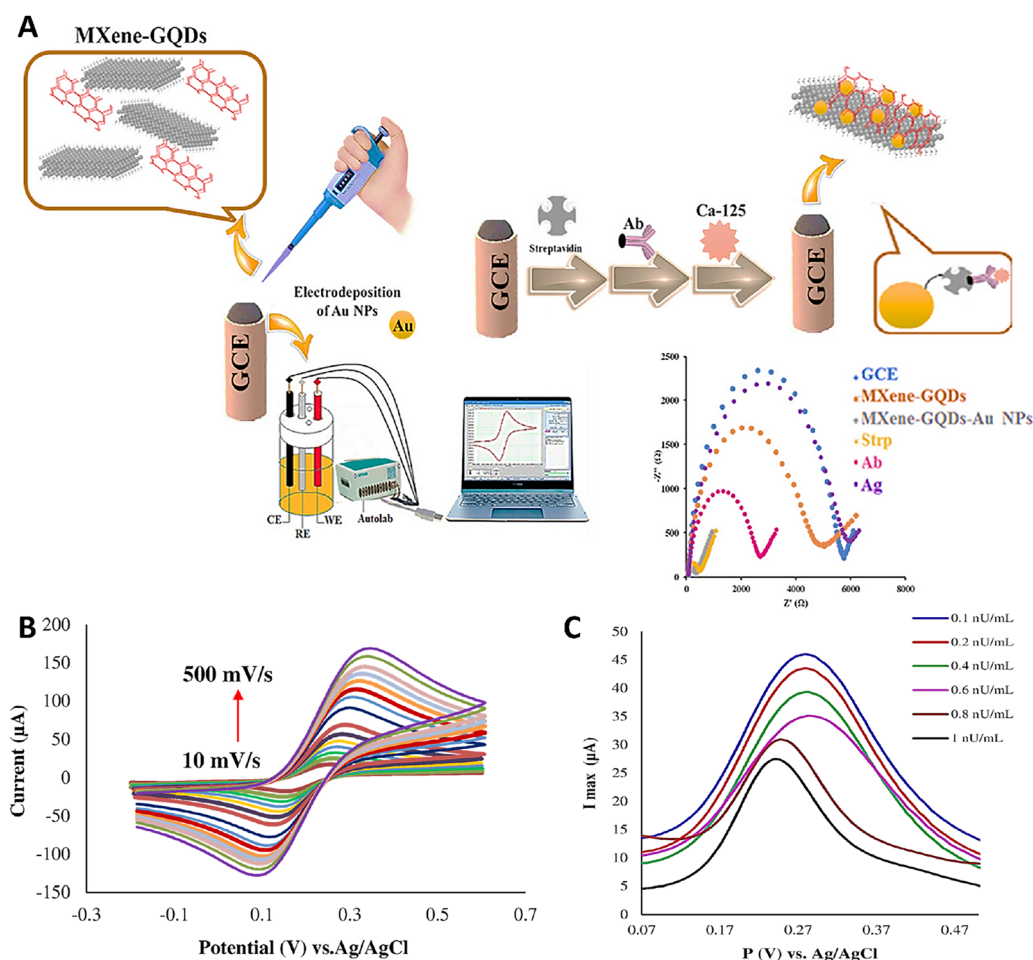 A
MXene-GQDs
GCE
Electrodeposition
of Au NPs
Au
CE
RE
WE
Autolab
GCE
Streptavidin
Ab
Ca-125
GCE
-Z'' (Ω)
2500
2000
1500
1000
500
0
0
2000
4000
6000
8000
Z' (Ω)
GCE
MXene-GQDs
MXene-GQDs-Au NPs
Strp
Ab
Ag
B
Current (µA)
200
150
100
50
0
-50
-100
-150
500 mV/s
10 mV/s
-0.3
-0.1
0.1
0.3
0.5
0.7
Potential (V) vs.Ag/AgCl
C
I max (µA)
50
45
40
35
30
25
20
15
10
5
0
0.07
0.17
0.27
0.37
0.47
P (V) vs. Ag/AgCl
0.1 nU/mL
0.2 nU/mL
0.4 nU/mL
0.6 nU/mL
0.8 nU/mL
1 nU/mL